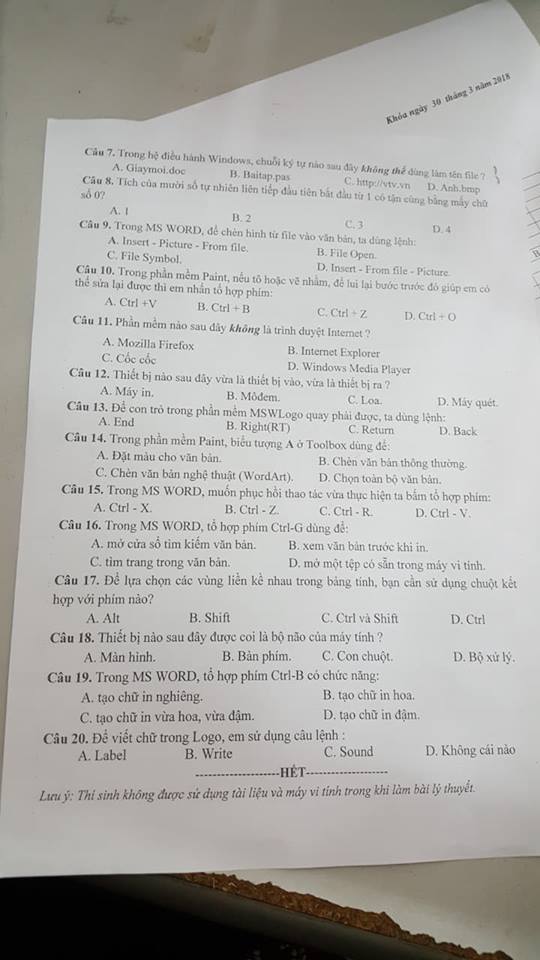 Khóa ngày 30 tháng 3 năm 2018
Câu 7. Trong hệ điều hành Windows, chuỗi ký tự nào sau đây không thể dùng làm tên file ?
A. Giaymoi.doc B. Baitap.pas C. http://vtv.vn D. Anh.bmp
Câu 8. Tích của mười số tự nhiên liên tiếp đầu tiên bắt đầu từ 1 có tận cùng bằng mấy chữ
số 0?
A. 1 B. 2 C. 3 D. 4
Câu 9. Trong MS WORD, để chèn hình từ file vào văn bản, ta dùng lệnh:
A. Insert - Picture - From file. B. File Open.
C. File Symbol. D. Insert - From file - Picture.
Câu 10. Trong phần mềm Paint, nếu tô hoặc vẽ nhầm, để lui lại bước trước đó giúp em có
thể sửa lại được thì em nhấn tổ hợp phím:
A. Ctrl +V B. Ctrl + B C. Ctrl + Z D. Ctrl + O
Câu 11. Phần mềm nào sau đây không là trình duyệt Internet ?
A. Mozilla Firefox B. Internet Explorer
C. Cốc cốc D. Windows Media Player
Câu 12. Thiết bị nào sau đây vừa là thiết bị vào, vừa là thiết bị ra ?
A. Máy in. B. Môđem. C. Loa. D. Máy quét.
Câu 13. Để con trỏ trong phần mềm MSWLogo quay phải được, ta dùng lệnh:
A. End B. Right(RT) C. Return D. Back
Câu 14. Trong phần mềm Paint, biểu tượng A ở Toolbox dùng để:
A. Đặt màu cho văn bản. B. Chèn văn bản thông thường.
C. Chèn văn bản nghệ thuật (WordArt). D. Chọn toàn bộ văn bản.
Câu 15. Trong MS WORD, muốn phục hồi thao tác vừa thực hiện ta bấm tổ hợp phím:
A. Ctrl - X. B. Ctrl - Z. C. Ctrl - R. D. Ctrl - V.
Câu 16. Trong MS WORD, tổ hợp phím Ctrl-G dùng để:
A. mở cửa sổ tìm kiếm văn bản. B. xem văn bản trước khi in.
C. tìm trang trong văn bản. D. mở một tệp có sẵn trong máy vi tính.
Câu 17. Để lựa chọn các vùng liền kề nhau trong bảng tính, bạn cần sử dụng chuột kết
hợp với phím nào?
A. Alt B. Shift C. Ctrl và Shift D. Ctrl
Câu 18. Thiết bị nào sau đây được coi là bộ não của máy tính ?
A. Màn hình. B. Bàn phím. C. Con chuột. D. Bộ xử lý.
Câu 19. Trong MS WORD, tổ hợp phím Ctrl-B có chức năng:
A. tạo chữ in nghiêng. B. tạo chữ in hoa.
C. tạo chữ in vừa hoa, vừa đậm. D. tạo chữ in đậm.
Câu 20. Để viết chữ trong Logo, em sử dụng câu lệnh :
A. Label B. Write C. Sound D. Không cái nào
--------------------HẾT--------------------
Lưu ý: Thí sinh không được sử dụng tài liệu và máy vi tính trong khi làm bài lý thuyết.